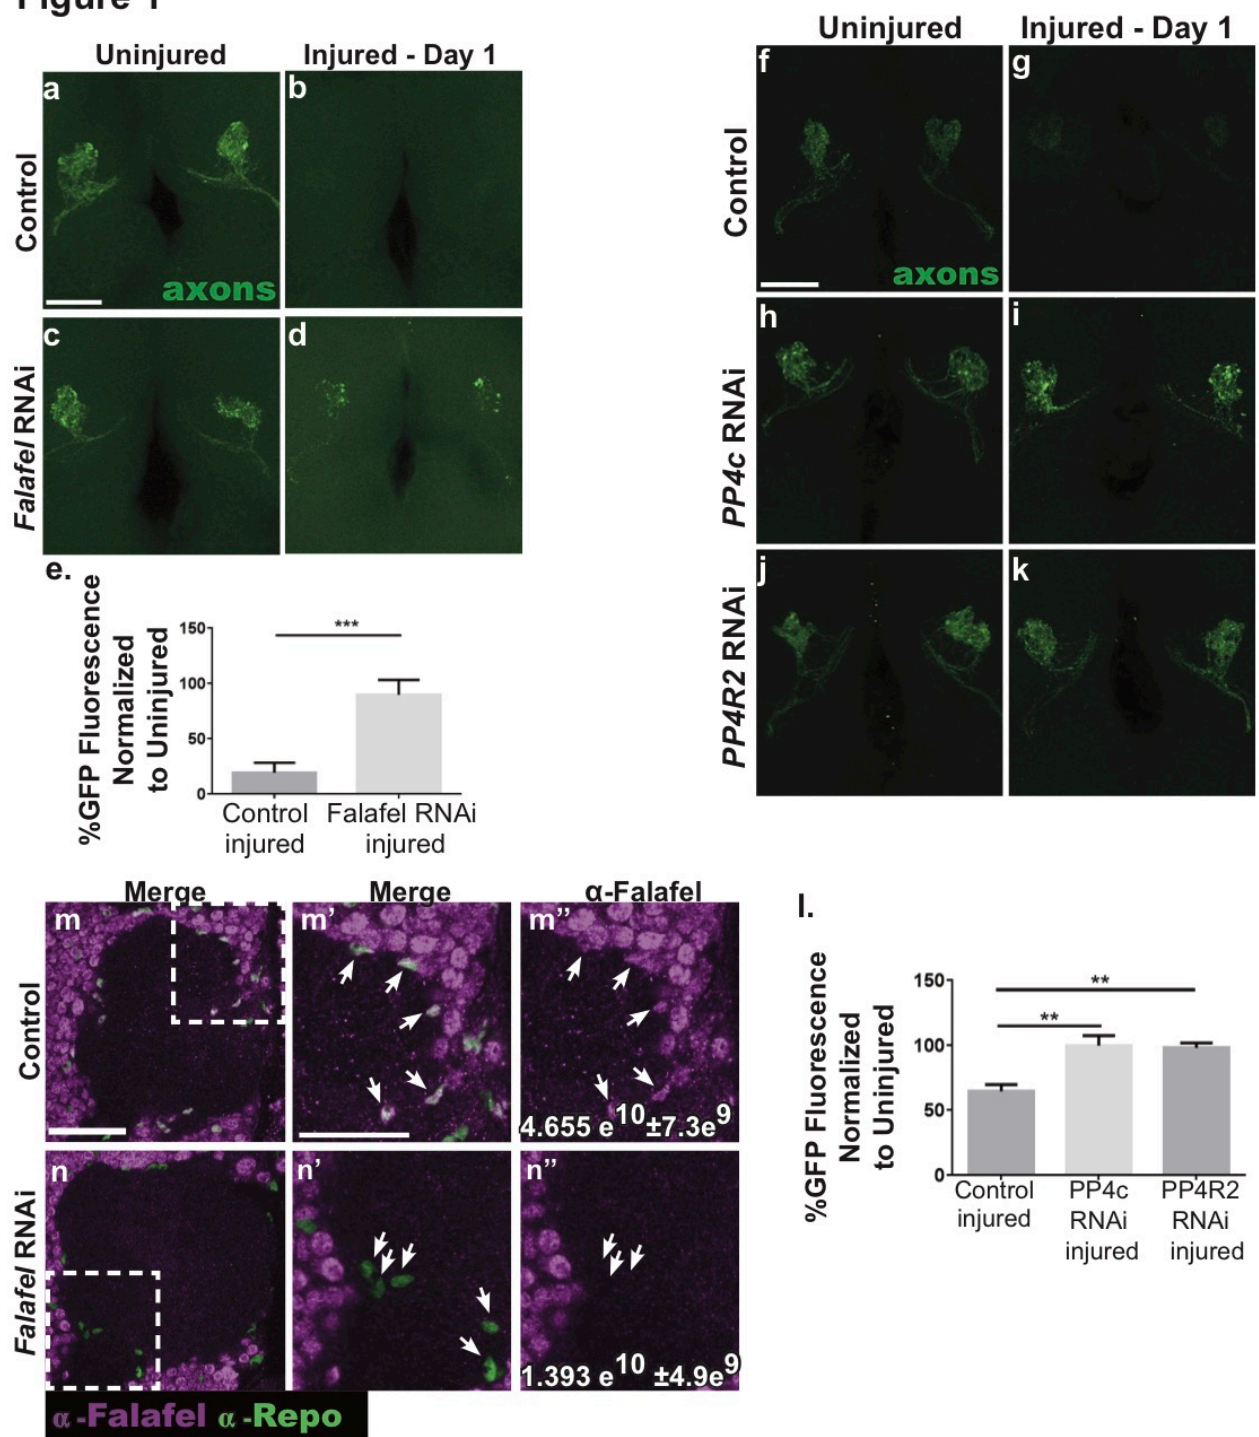 Figure 1
Uninjured
Injured - Day 1
Control
a
b
axons
Falafel RNAi
c
d
e.
%GFP Fluorescence
Normalized
to Uninjured
150
100
50
0
***
Control
injured
Falafel RNAi
injured
Uninjured
Injured - Day 1
Control
f
g
axons
PP4c RNAi
h
i
PP4R2 RNAi
j
k
Merge
Merge
α-Falafel
Control
m
m'
m''
4.655 e10 ±7.3e9
Falafel RNAi
n
n'
n''
1.393 e10 ±4.9e9
α-Falafel α-Repo
l.
%GFP Fluorescence
Normalized
to Uninjured
150
100
50
0
**
**
Control
injured
PP4c
RNAi
injured
PP4R2
RNAi
injured